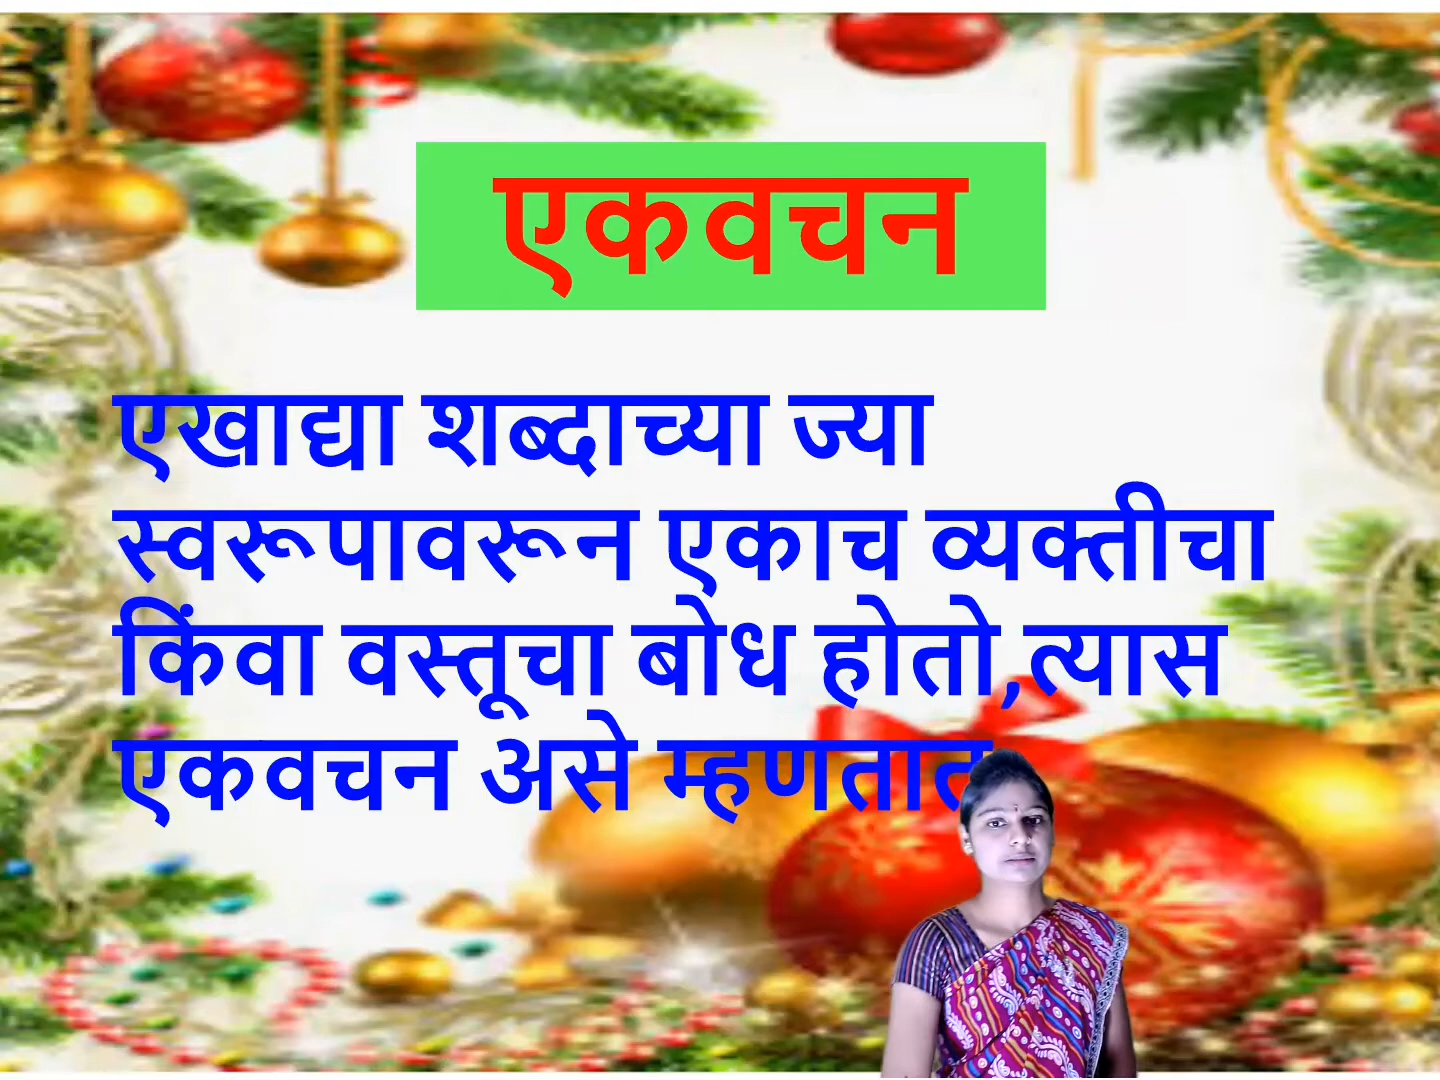 एकवचन
एखाद्या शब्दाच्या ज्या
स्वरूपावरून एकाच व्यक्तीचा
किंवा वस्तूचा बोध होतो,त्यास
एकवचन असे म्हणतात